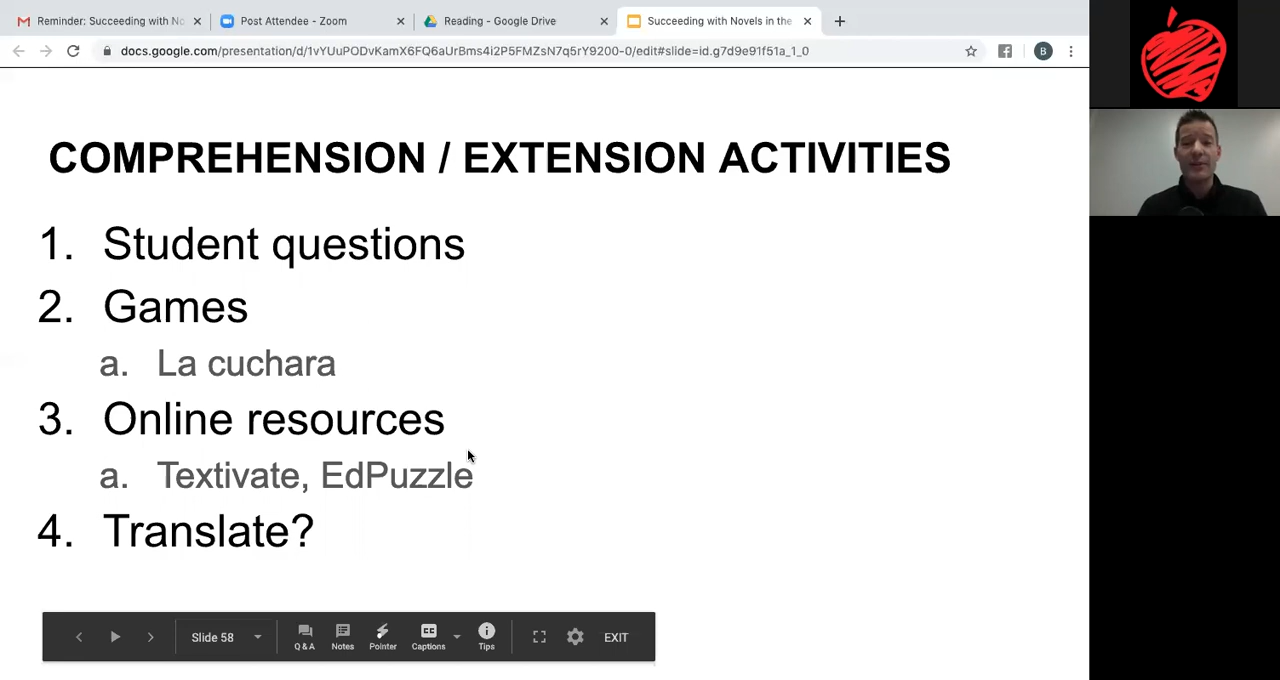 Reminder: Succeeding with No
Post Attendee - Zoom
Reading - Google Drive
Succeeding with Novels in the
docs.google.com/presentation/d/1vYUuPODvKamX6FQ6aUrBms4i2P5FMZsN7q5rY9200-0/edit#slide=id.g7d9e91f51a_1_0
B
COMPREHENSION / EXTENSION ACTIVITIES
1. Student questions
2. Games
a. La cuchara
3. Online resources
a. Textivate, EdPuzzle
4. Translate?
Slide 58
Q & A
Notes
Pointer
CC
Captions
Tips
EXIT